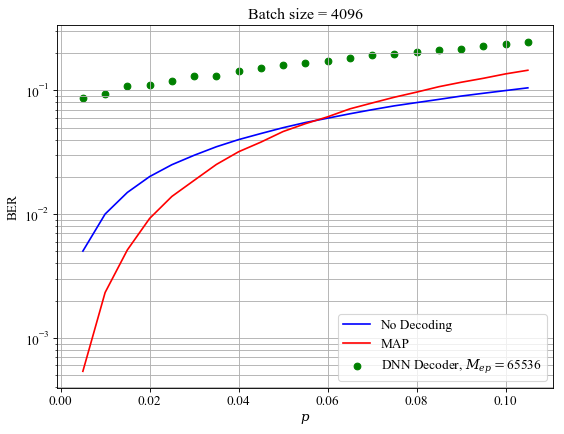 Batch size = 4096
BER
10⁻¹
10⁻²
10⁻³
0.00 0.02 0.04 0.06 0.08 0.10
p
No Decoding
MAP
DNN Decoder, M_ep = 65536